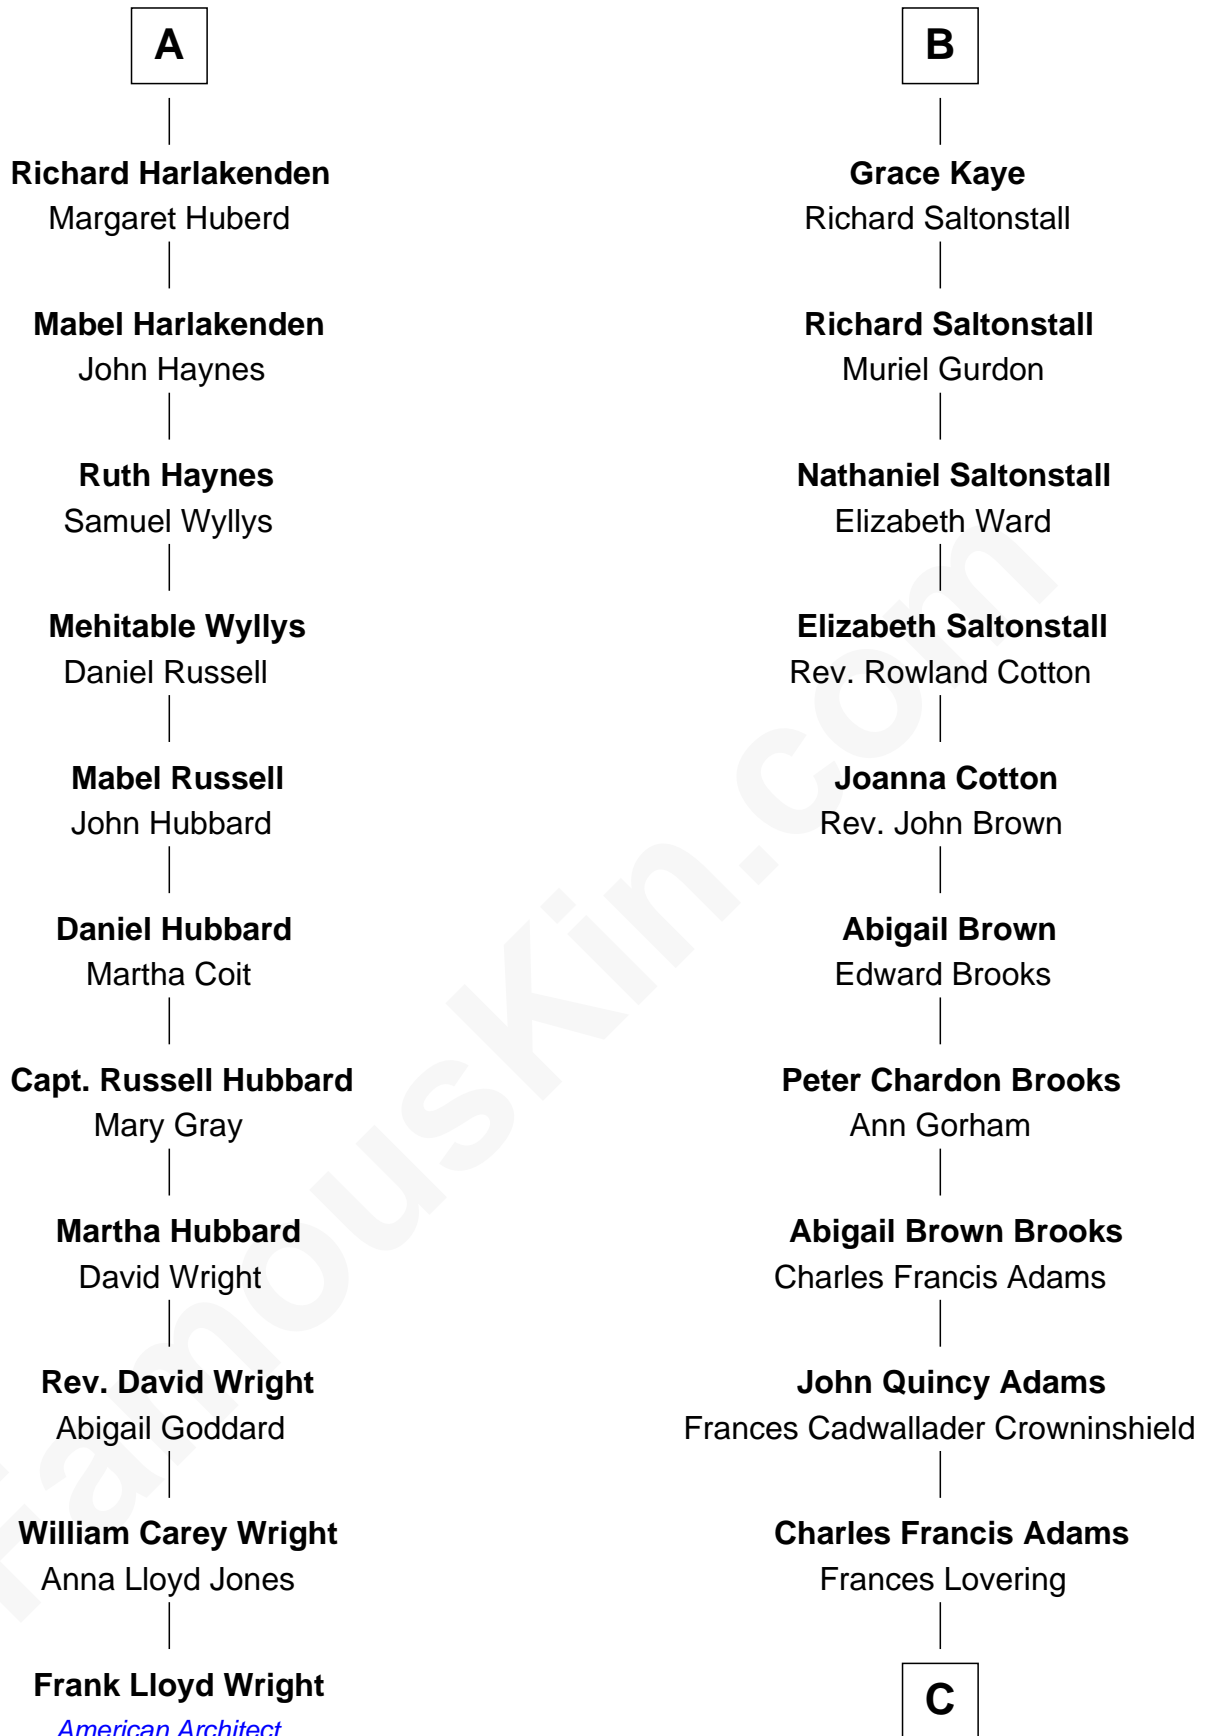 A
Richard Harlakenden
Margaret Huberd
Mabel Harlakenden
John Haynes
Ruth Haynes
Samuel Wyllys
Mehitable Wyllys
Daniel Russell
Mabel Russell
John Hubbard
Daniel Hubbard
Martha Coit
Capt. Russell Hubbard
Mary Gray
Martha Hubbard
David Wright
Rev. David Wright
Abigail Goddard
William Carey Wright
Anna Lloyd Jones
Frank Lloyd Wright
American Architect
B
Grace Kaye
Richard Saltonstall
Richard Saltonstall
Muriel Gurdon
Nathaniel Saltonstall
Elizabeth Ward
Elizabeth Saltonstall
Rev. Rowland Cotton
Joanna Cotton
Rev. John Brown
Abigail Brown
Edward Brooks
Peter Chardon Brooks
Ann Gorham
Abigail Brown Brooks
Charles Francis Adams
John Quincy Adams
Frances Cadwallader Crowninshield
Charles Francis Adams
Frances Lovering
C
FamousKin.com